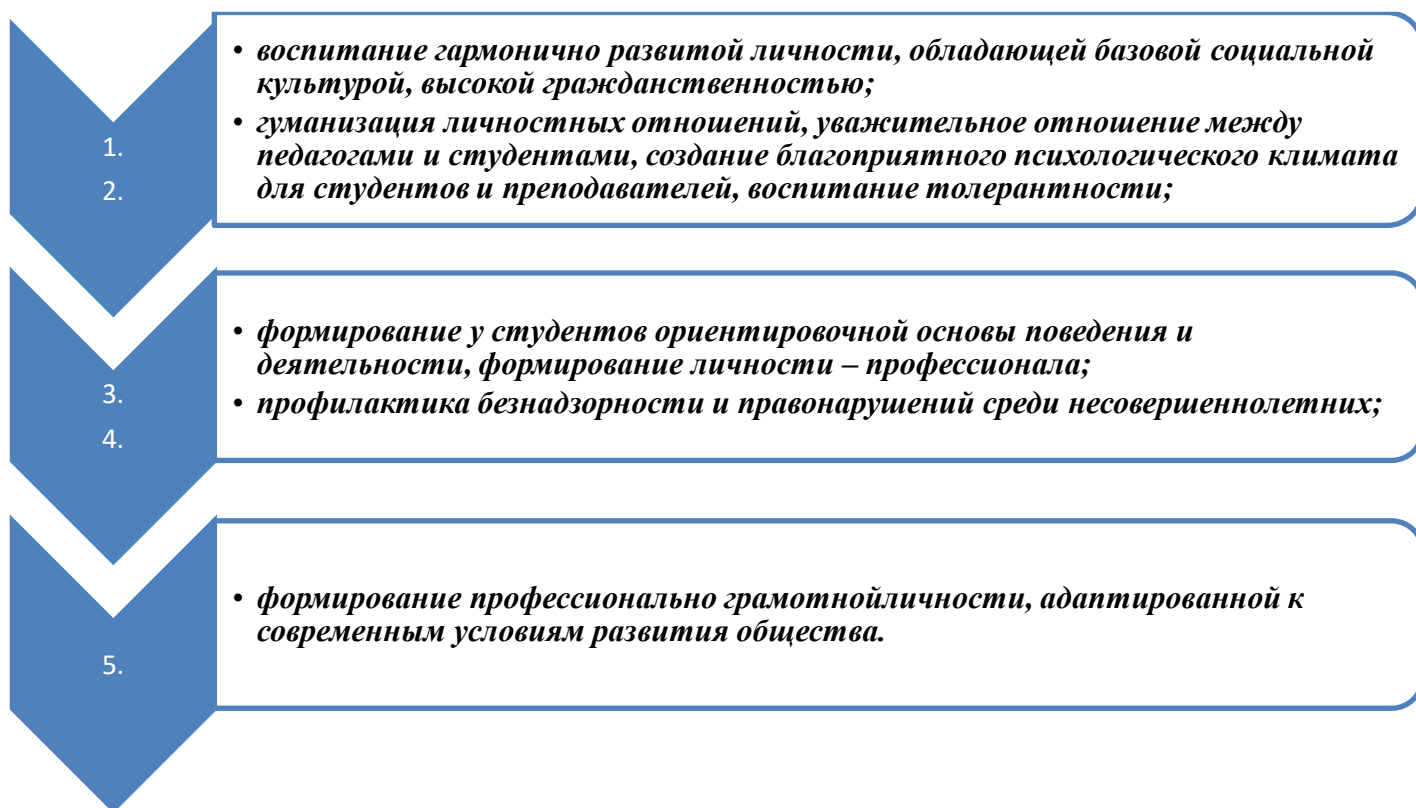 1.
2.
• воспитание гармонично развитой личности, обладающей базовой социальной
культурой, высокой гражданственностью;
• гуманизация личностных отношений, уважительное отношение между
педагогами и студентами, создание благоприятного психологического климата
для студентов и преподавателей, воспитание толерантности;
3.
4.
• формирование у студентов ориентировочной основы поведения и
деятельности, формирование личности – профессионала;
• профилактика безнадзорности и правонарушений среди несовершеннолетних;
5.
• формирование профессионально грамотнойличности, адаптированной к
современным условиям развития общества.